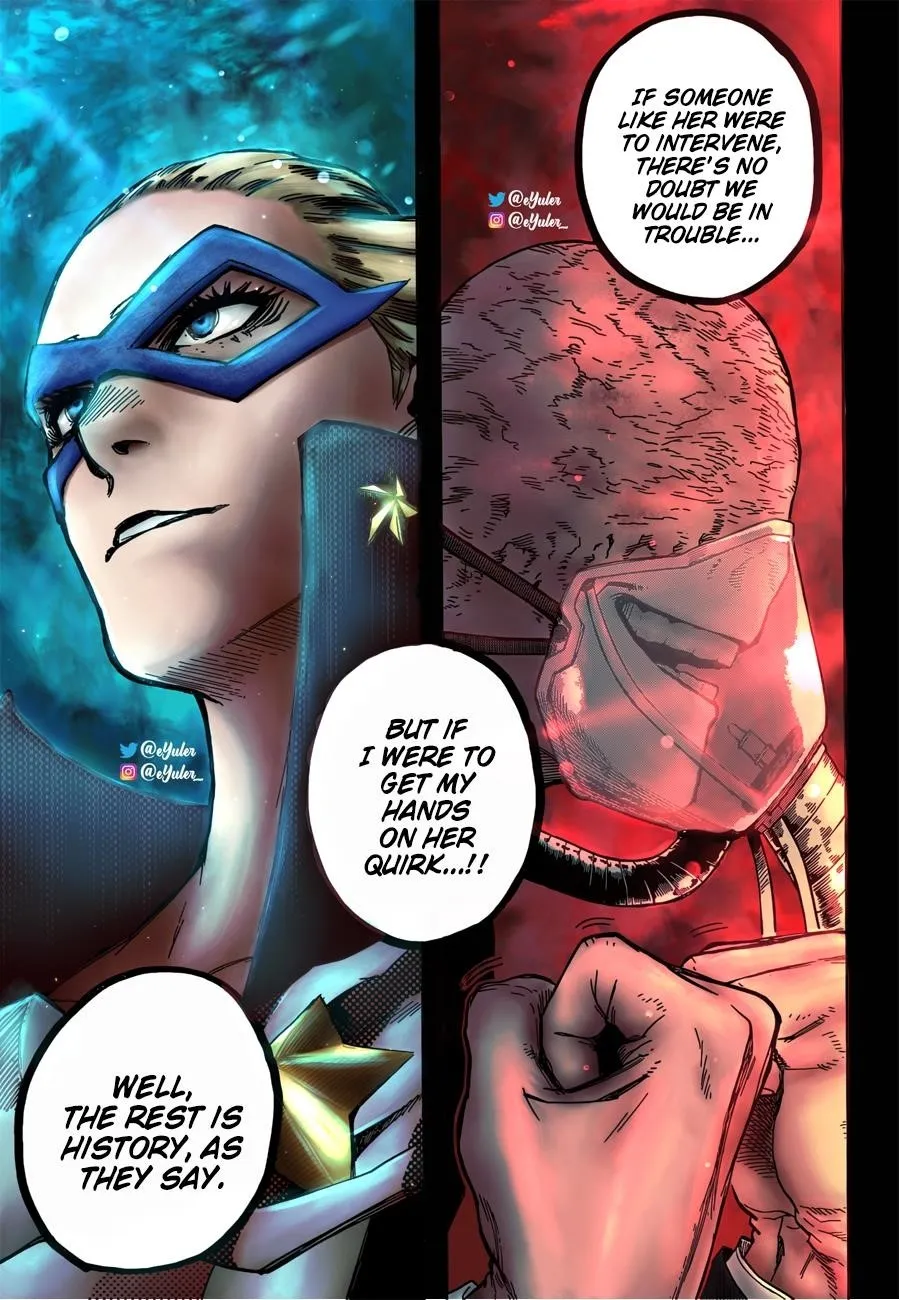 IF SOMEONE
LIKE HER WERE
TO INTERVENE,
THERE'S NO
DOUBT WE
WOULD BE IN
TROUBLE...
@eYuler
@eYuler_
BUT IF
I WERE TO
GET MY
HANDS
ON HER
QUIRK...!!
@eYuler
@eYuler_
WELL,
THE REST IS
HISTORY, AS
THEY SAY.